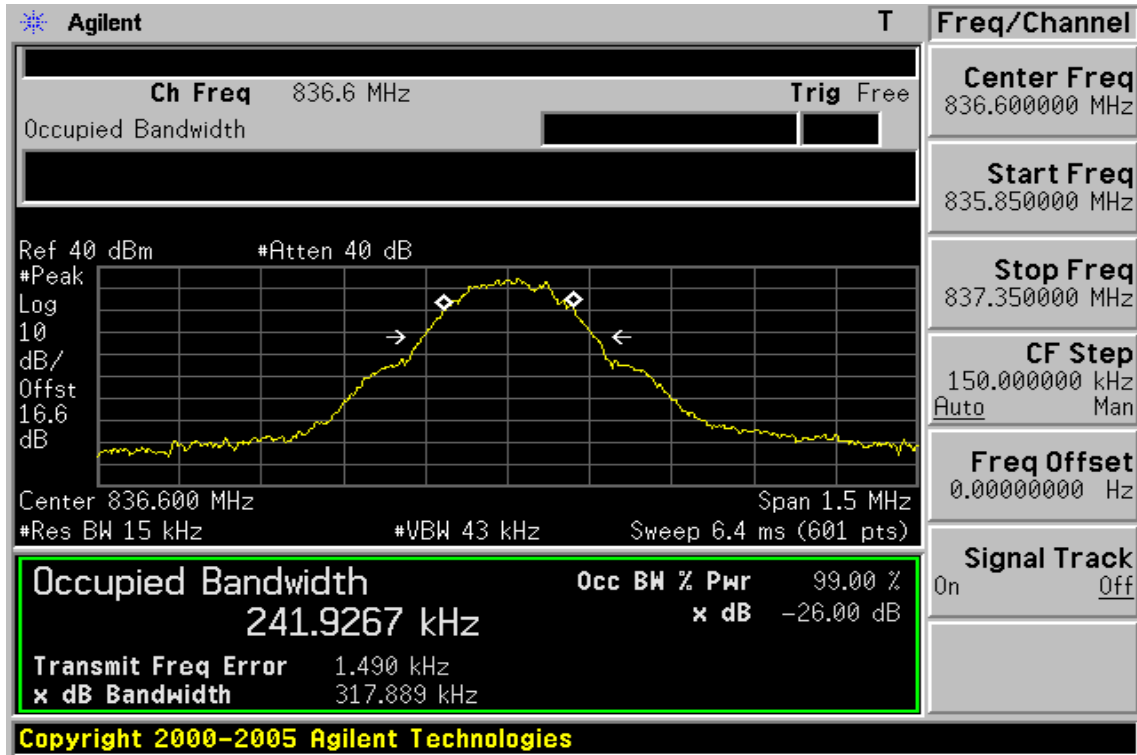 Agilent
T
Freq/Channel
Ch Freq 836.6 MHz
Trig Free
Occupied Bandwidth
Center Freq
836.600000 MHz
Start Freq
835.850000 MHz
Stop Freq
837.350000 MHz
CF Step
150.000000 kHz
Auto Man
Freq Offset
0.00000000 Hz
Signal Track
On Off
Ref 40 dBm
#Atten 40 dB
#Peak
Log
10
dB/
Offst
16.6
dB
Center 836.600 MHz
Span 1.5 MHz
#Res BW 15 kHz
#VBW 43 kHz
Sweep 6.4 ms (601 pts)
Occupied Bandwidth
241.9267 kHz
Occ BW % Pwr 99.00 %
x dB -26.00 dB
Transmit Freq Error 1.490 kHz
x dB Bandwidth 317.889 kHz
Copyright 2000-2005 Agilent Technologies